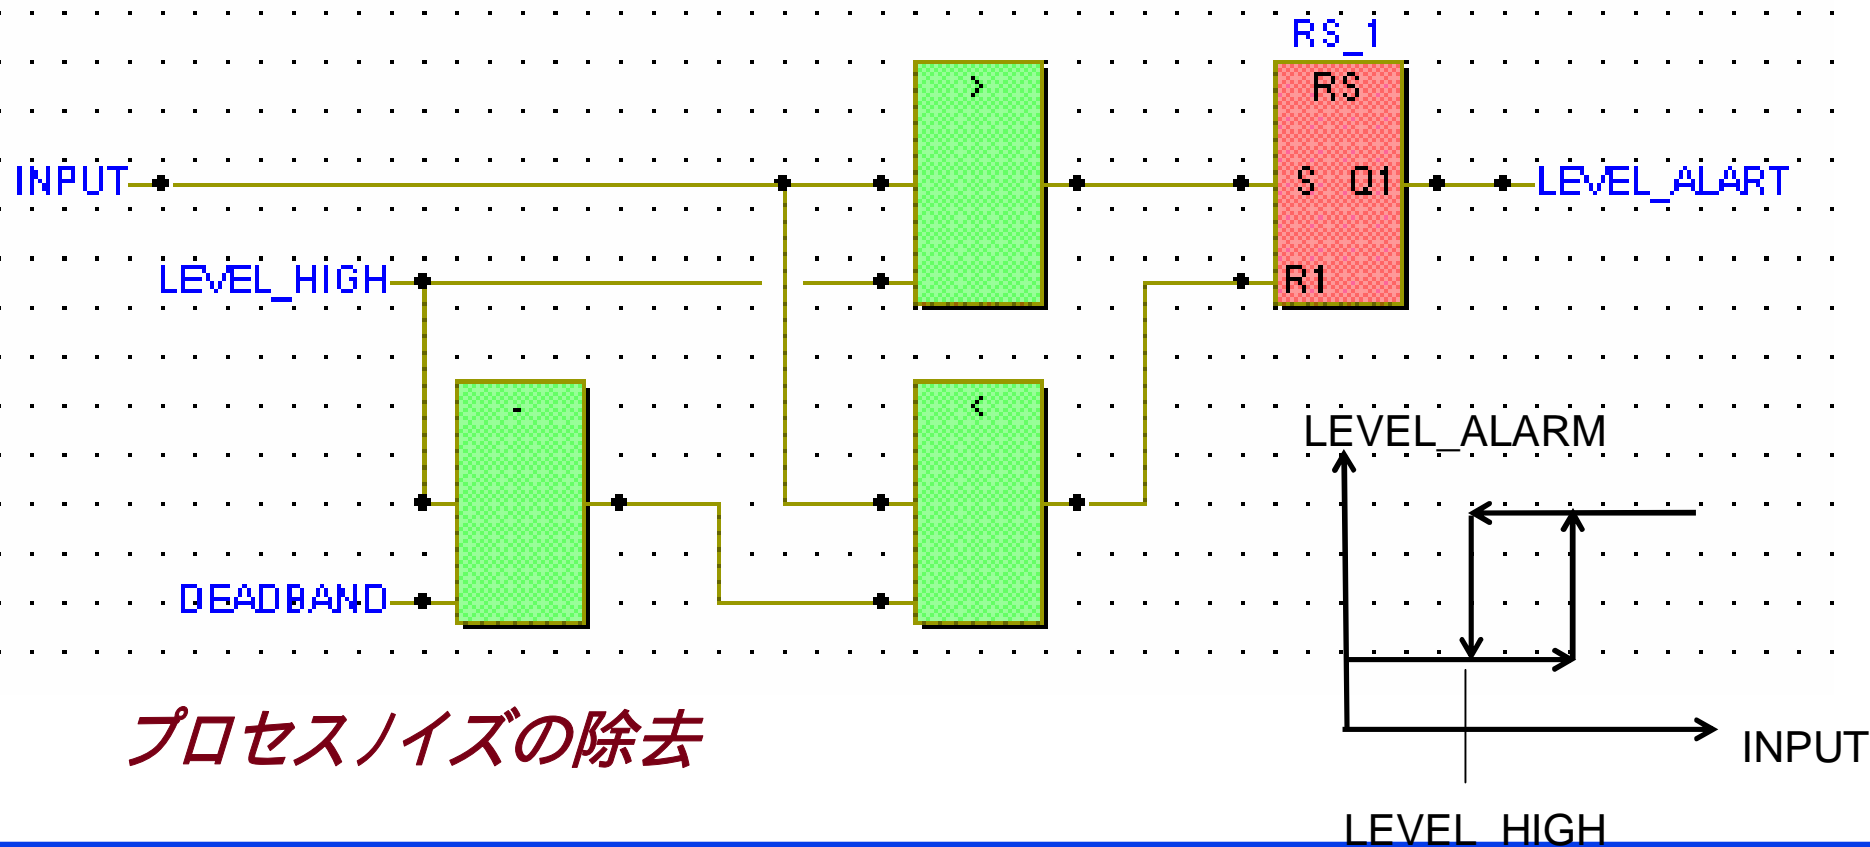 RS_1
>
RS
INPUT
S Q1
LEVEL_ALART
LEVEL_HIGH
R1
-
<
DEADBAND
LEVEL_ALARM
INPUT
LEVEL_HIGH
プロセスノイズの除去